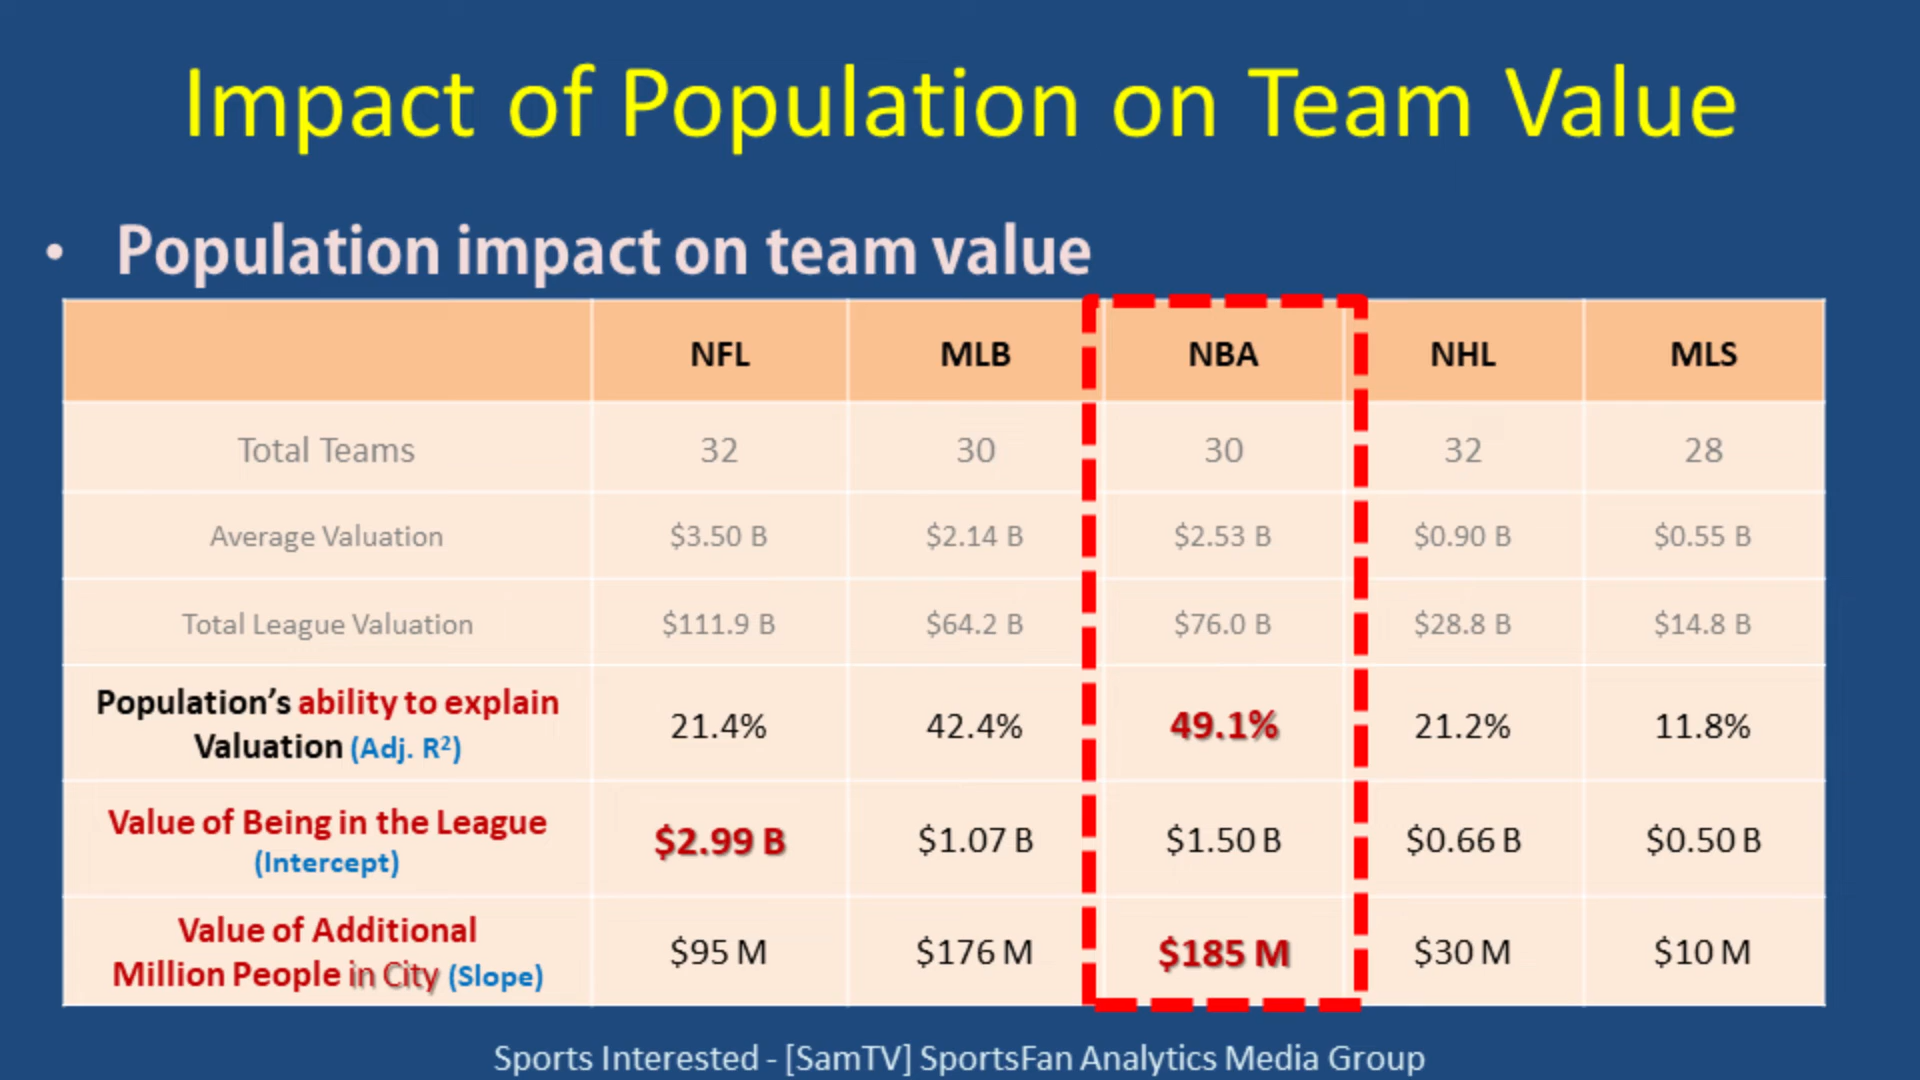 Impact of Population on Team Value
• Population impact on team value
NFL MLB NBA NHL MLS
Total Teams 32 30 30 32 28
Average Valuation $3.50 B $2.14 B $2.53 B $0.90 B $0.55 B
Total League Valuation $111.9 B $64.2 B $76.0 B $28.8 B $14.8 B
Population's ability to explain
Valuation (Adj. R²) 21.4% 42.4% 49.1% 21.2% 11.8%
Value of Being in the League
(Intercept) $2.99 B $1.07 B $1.50 B $0.66 B $0.50 B
Value of Additional
Million People in City (Slope) $95 M $176 M $185 M $30 M $10 M
Sports Interested - [SamTV] SportsFan Analytics Media Group